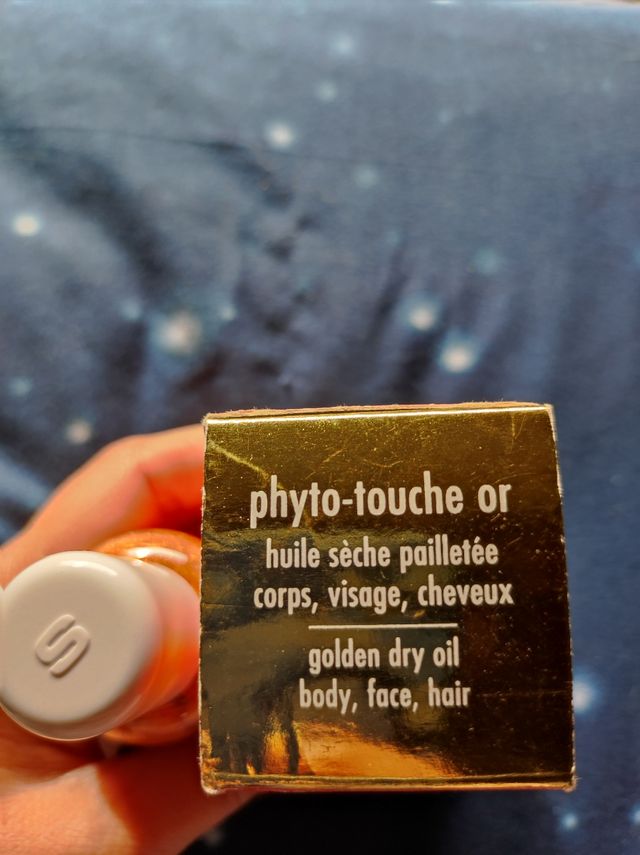 phyto-touche or
huile sèche pailletée
corps, visage, cheveux
golden dry oil
body, face, hair
S